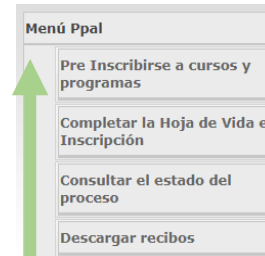 Menú Ppal
Pre Inscribirse a cursos y
programas
Completar la Hoja de Vida e
Inscripción
Consultar el estado del
proceso
Descargar recibos